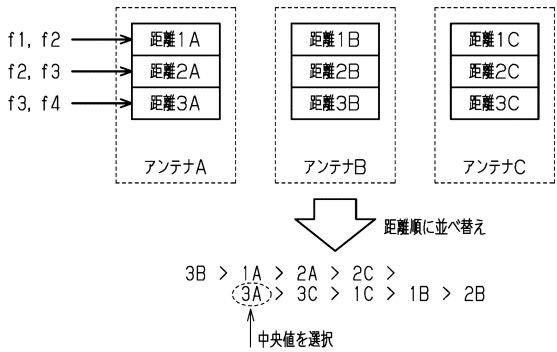 f1, f2 距離1A 距離1B 距離1C
f2, f3 距離2A 距離2B 距離2C
f3, f4 距離3A 距離3B 距離3C
アンテナA アンテナB アンテナC
距離順に並べ替え
3B > 1A > 2A > 2C >
3A > 3C > 1C > 1B > 2B
中央値を選択